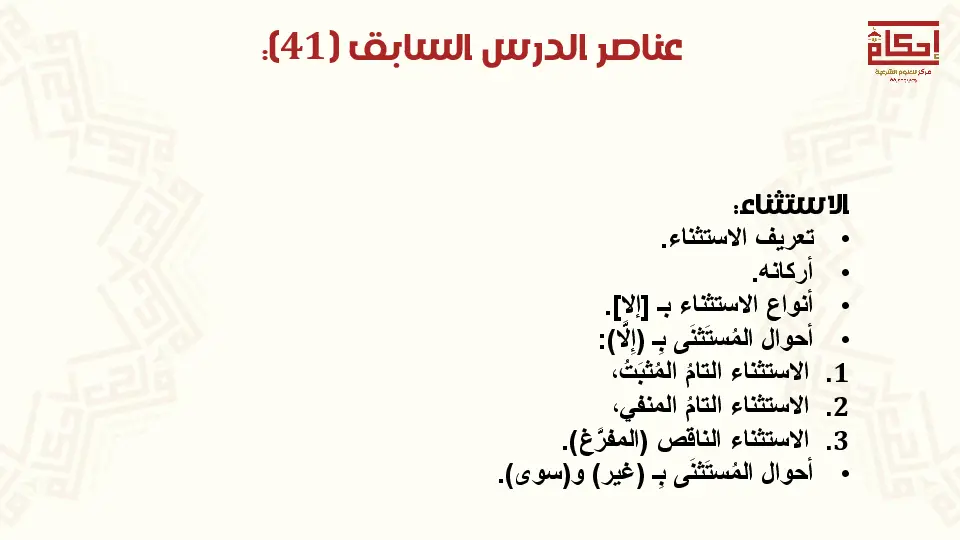 عناصر الدرس السابق (41):
إحكام
مركز للعلوم الشرعية
الاستثناء:
• تعريف الاستثناء.
• أركانه.
• أنواع الاستثناء بـ [إلا].
• أحوال المُستَثنَى بِـ (إِلَّا):
1. الاستثناء التامُ المُثبَتُ،
2. الاستثناء التامُ المنفي،
3. الاستثناء الناقص (المفرَّغ).
• أحوال المُستَثنَى بِـ (غير) و(سوى).